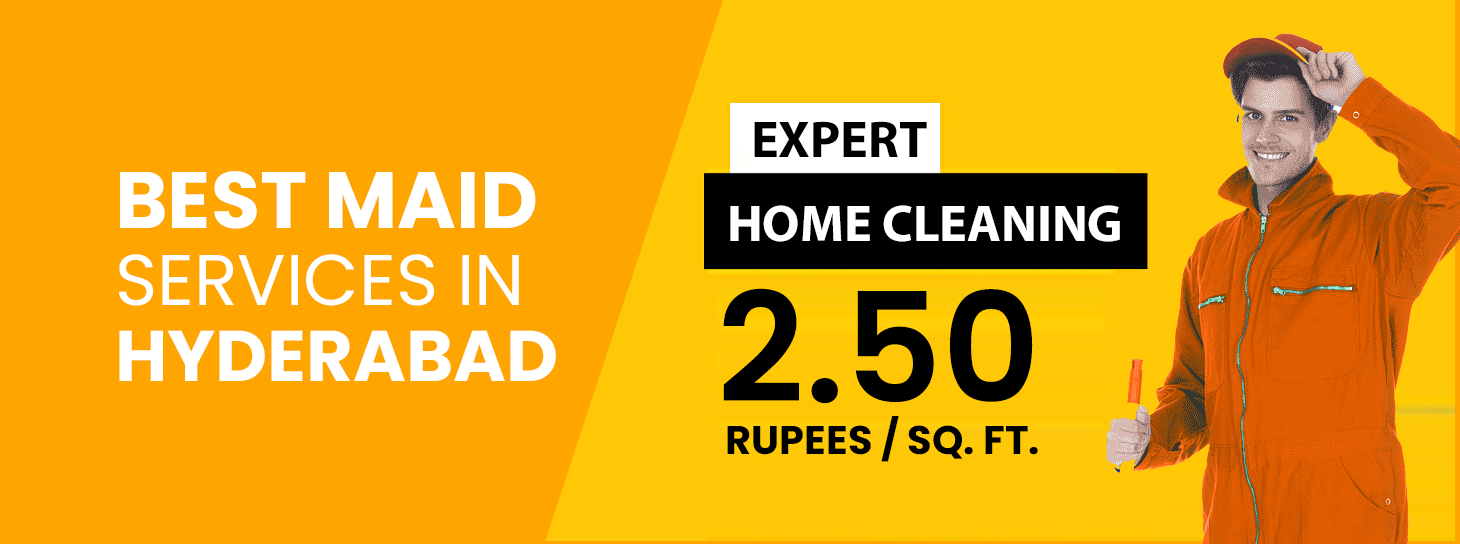 BEST MAID
SERVICES IN
HYDERABAD
EXPERT
HOME CLEANING
2.50
RUPEES / SQ. FT.